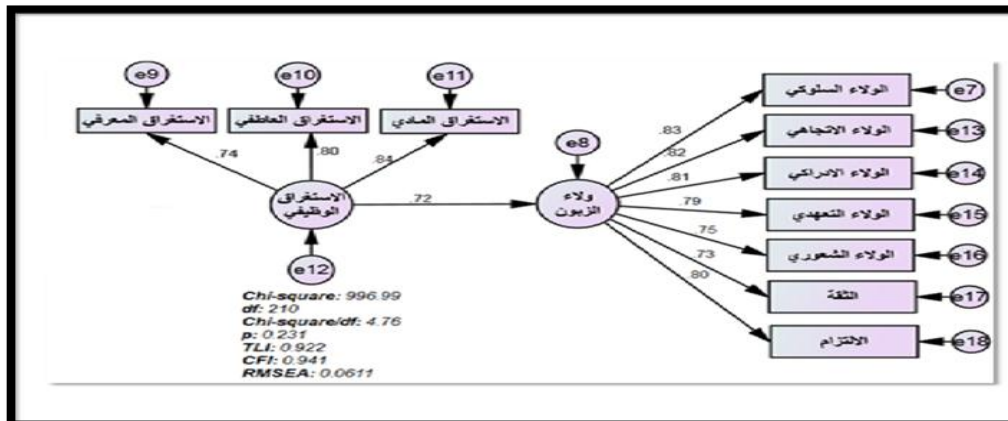 e9
e10
e11
الاستغراق المعرفي
الاستغراق العاطفي
الاستغراق المادي
.74
.80
.84
الاستغراق
الوظيفي
e12
.72
e8
ولاء
الزبون
.83
.82
.81
.79
.75
.73
.80
الولاء السلوكي
e7
الولاء الاتجاهي
e13
الولاء الادراكي
e14
الولاء التعهدي
e15
الولاء الشعوري
e16
الثقة
e17
الالتزام
e18
Chi-square: 996.99
df: 210
Chi-square/df: 4.76
p: 0.231
TLI: 0.922
CFI: 0.941
RMSEA: 0.0611